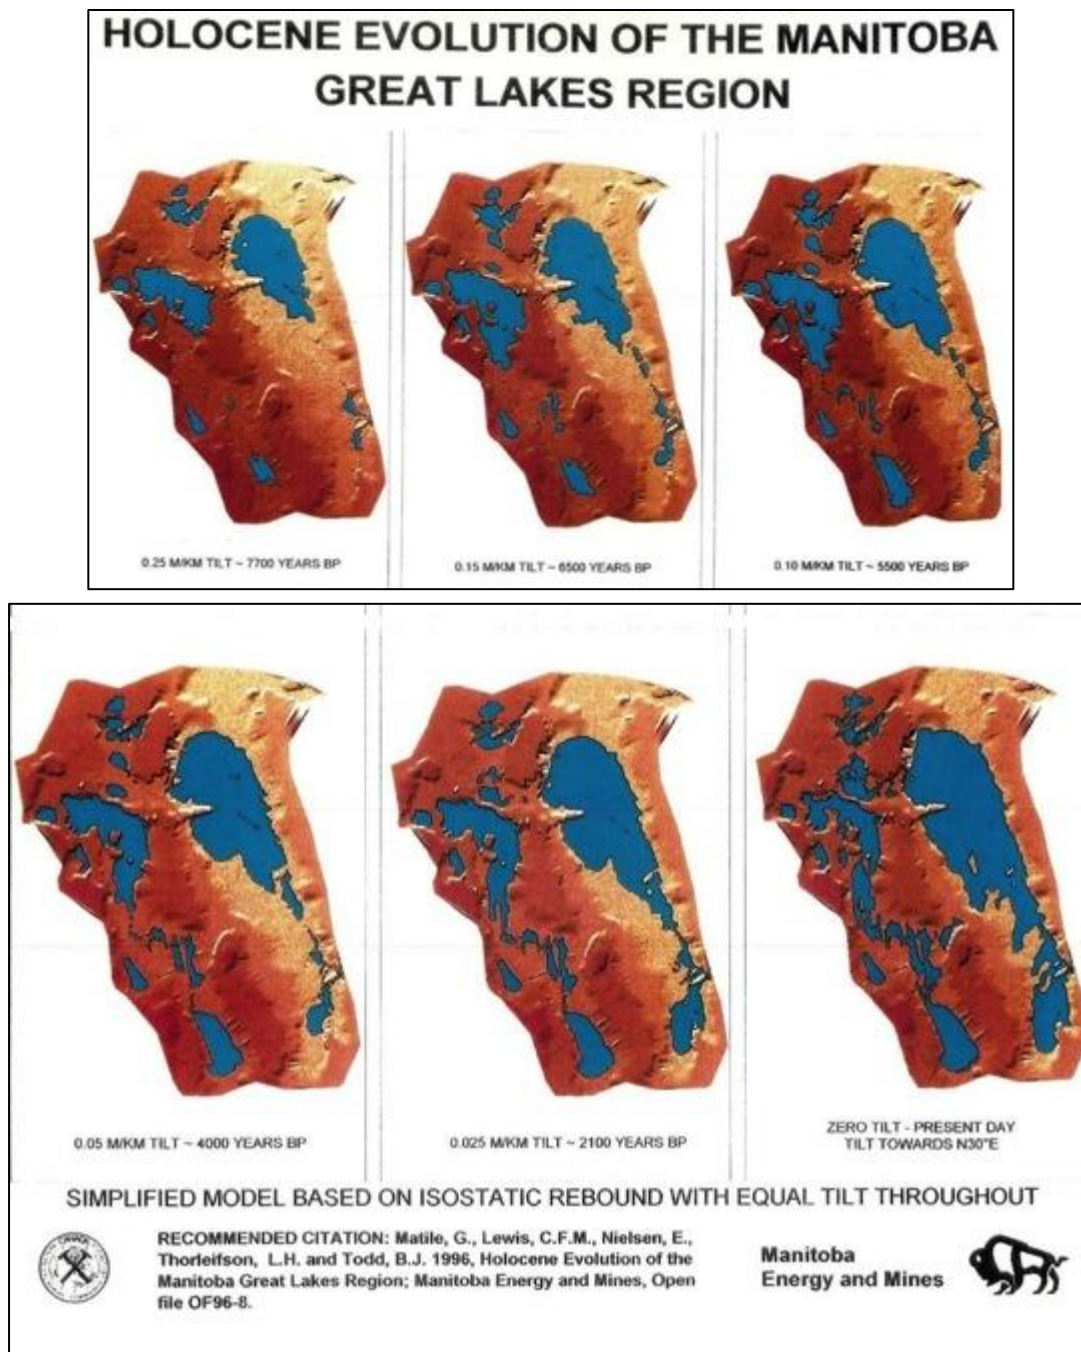 HOLOCENE EVOLUTION OF THE MANITOBA
GREAT LAKES REGION
0.25 M/KM TILT ~ 7700 YEARS BP
0.15 M/KM TILT ~ 6500 YEARS BP
0.10 M/KM TILT ~ 5500 YEARS BP
0.05 M/KM TILT ~ 4000 YEARS BP
0.025 M/KM TILT ~ 2100 YEARS BP
ZERO TILT - PRESENT DAY
TILT TOWARDS N30°E
SIMPLIFIED MODEL BASED ON ISOSTATIC REBOUND WITH EQUAL TILT THROUGHOUT
RECOMMENDED CITATION: Matile, G., Lewis, C.F.M., Nielsen, E.,
Thorleifson, L.H. and Todd, B.J. 1996, Holocene Evolution of the
Manitoba Great Lakes Region; Manitoba Energy and Mines, Open
file OF96-8.
Manitoba
Energy and Mines